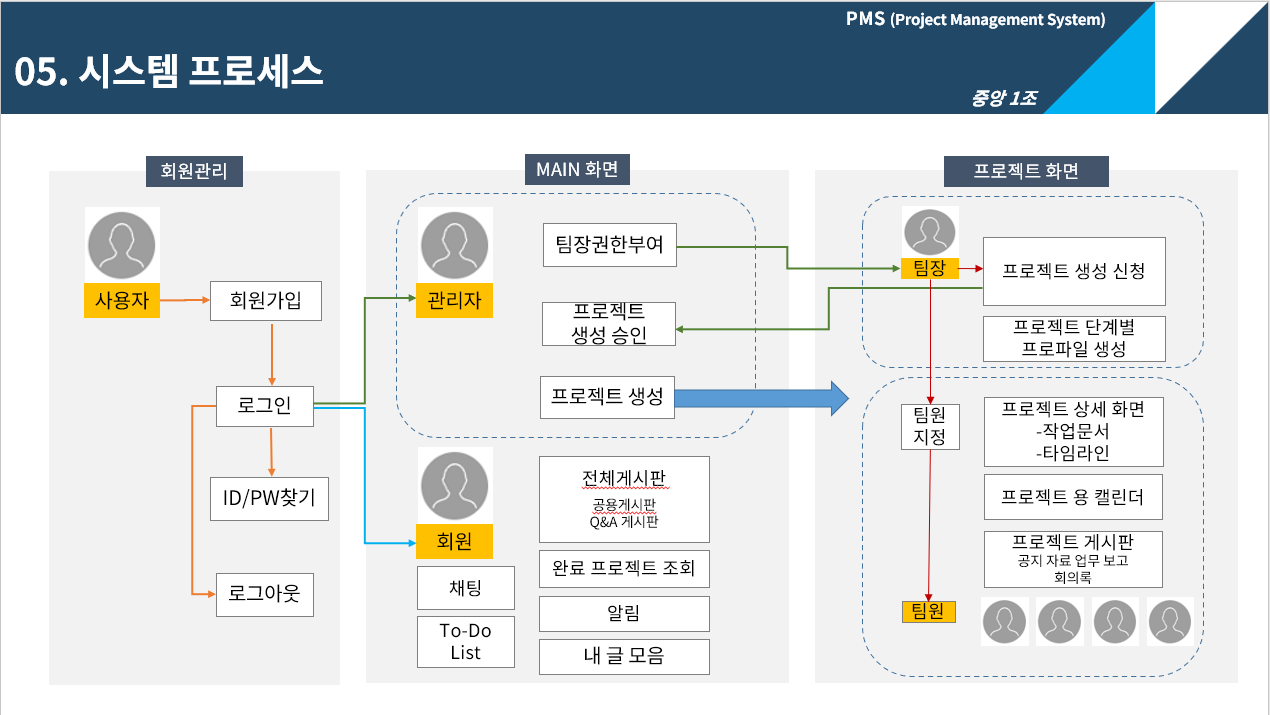 PMS (Project Management System)
05. 시스템 프로세스
중앙 1조
회원관리
사용자
회원가입
로그인
ID/PW찾기
로그아웃
MAIN 화면
관리자
팀장권한부여
프로젝트
생성 승인
프로젝트 생성
회원
채팅
To-Do
List
전체게시판
공용게시판
Q&A 게시판
완료 프로젝트 조회
알림
내 글 모음
프로젝트 화면
팀장
프로젝트 생성 신청
프로젝트 단계별
프로파일 생성
팀원
지정
프로젝트 상세 화면
-작업문서
-타임라인
프로젝트 용 캘린더
프로젝트 게시판
공지 자료 업무 보고
회의록
팀원